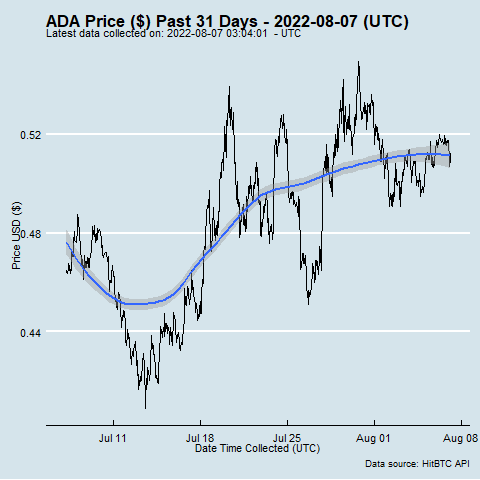 ADA Price ($) Past 31 Days - 2022-08-07 (UTC)
Latest data collected on: 2022-08-07 03:04:01 - UTC
Price USD ($)
0.52
0.48
0.44
Jul 11 Jul 18 Jul 25 Aug 01 Aug 08
Date Time Collected (UTC)
Data source: HitBTC API